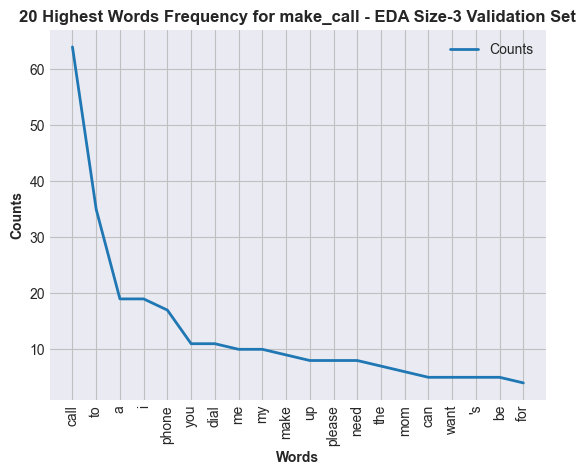 20 Highest Words Frequency for make_call - EDA Size-3 Validation Set
Counts
60
50
40
30
20
10
Counts
call
to
a
i
phone
you
dial
me
my
make
up
please
need
the
mom
can
want
's
be
for
Words